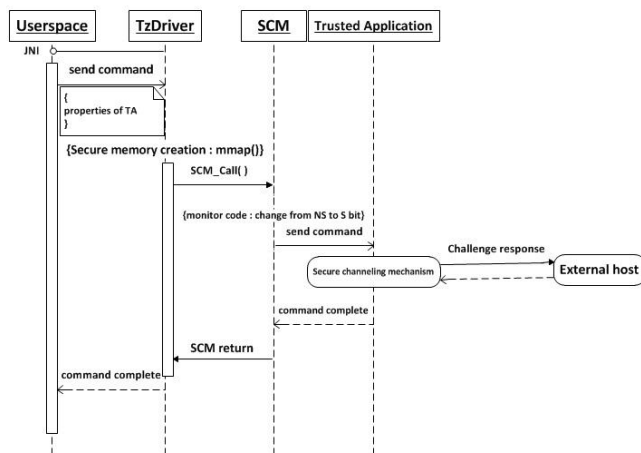 Userspace
TzDriver
SCM
Trusted Application
JNI
send command
{
properties of TA
}
{Secure memory creation : mmap()}
SCM_Call( )
{monitor code : change from NS to S bit}
send command
Challenge response
Secure channeling mechanism
External host
command complete
SCM return
command complete